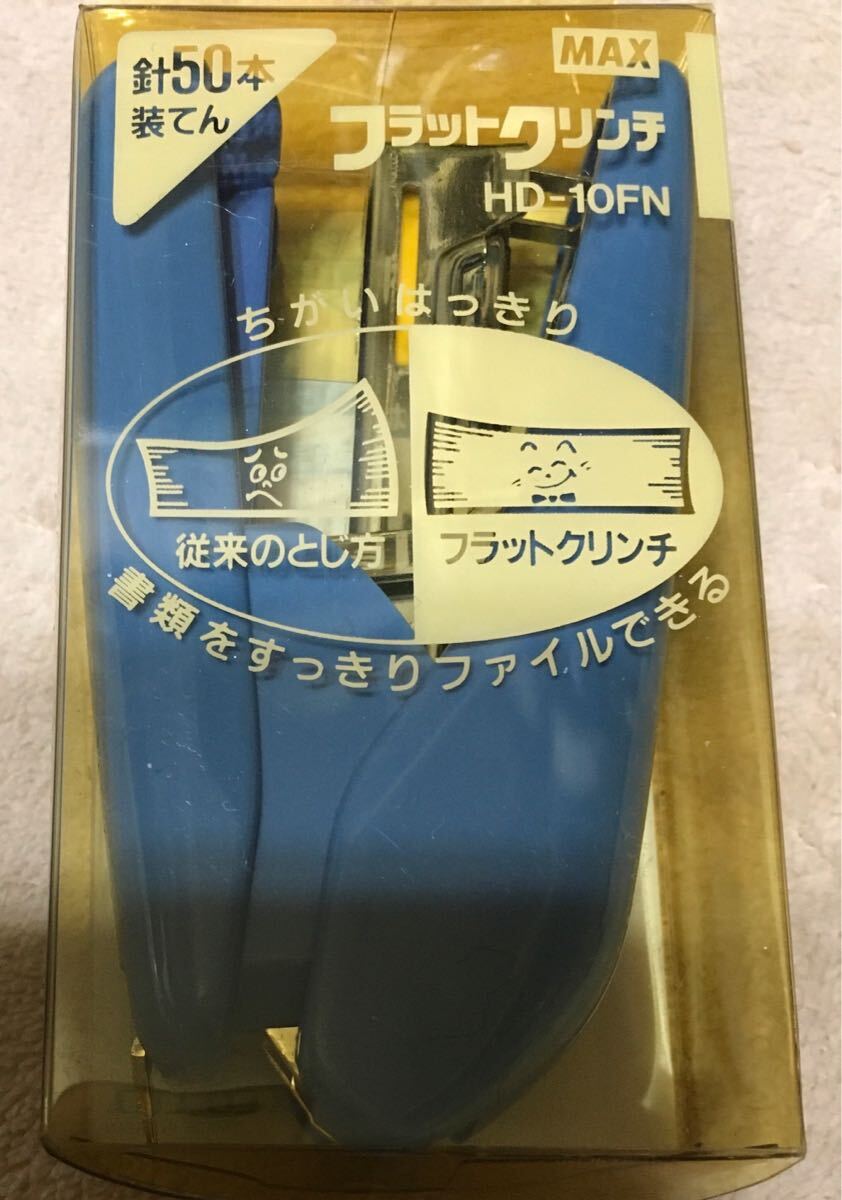 針50本
装てん
MAX
フラットクリンチ
HD-10FN
ちがいはっきり
従来のとじ方
フラットクリンチ
書類をすっきりファイルできる